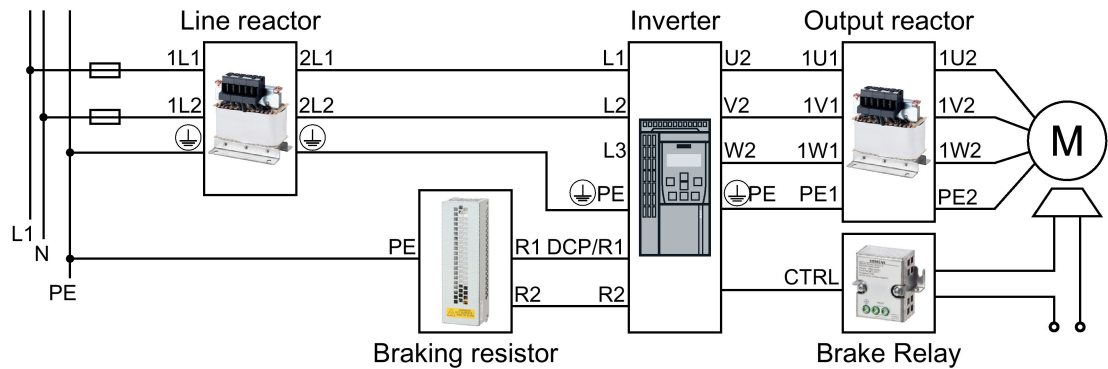 Line reactor
Inverter
Output reactor
1L1
2L1
L1
U2
1U1
1U2
1L2
2L2
L2
V2
1V1
1V2
M
L3
W2
1W1
1W2
PE
PE
PE1
PE2
L1
N
PE
PE
R1
DCP/R1
R2
R2
CTRL
SIEMENS
Braking resistor
Brake Relay